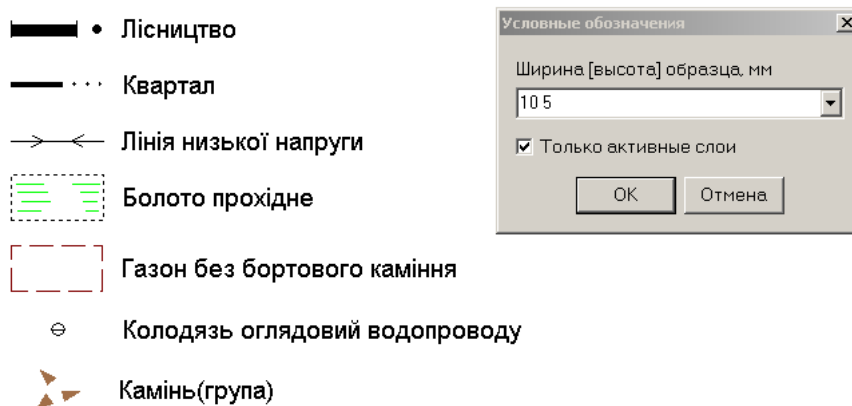 Лісництво
Квартал
Лінія низької напруги
Болото прохідне
Газон без бортового каміння
Колодязь оглядовий водопроводу
Камінь(група)
Условные обозначения
Ширина [высота] образца, мм
10 5
Только активные слои
OK
Отмена